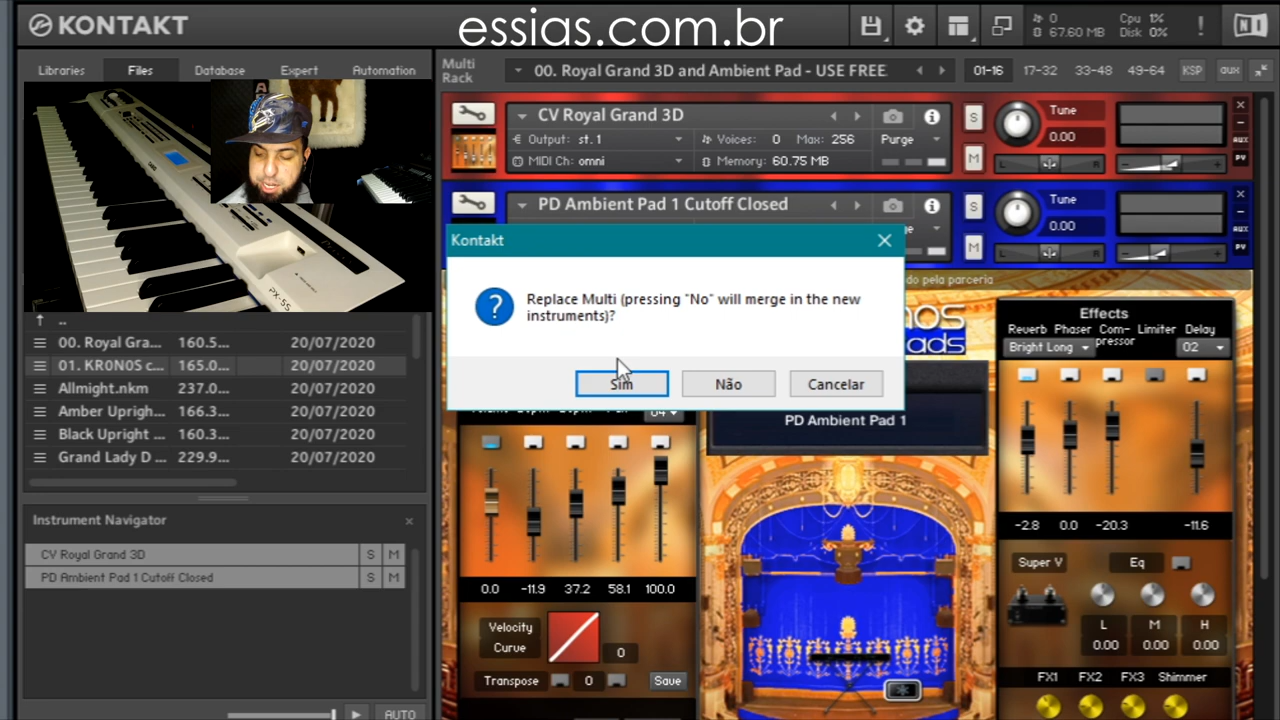 KONTAKT
essias.com.br
0
67.60 MB
Cpu 1%
Disk 0%
!
Libraries
Files
Database
Expert
Automation
Multi
Rack
00. Royal Grand 3D and Ambient Pad - USE FREE
01-16
17-32
33-48
49-64
KSP
aux
CV Royal Grand 3D
Output: st.1
Voices: 0 Max: 256
Purge
MIDI Ch: omni
Memory: 60.75 MB
S
M
Tune
0.00
L
R
AUX
PV
PD Ambient Pad 1 Cutoff Closed
S
M
Tune
0.00
L
R
AUX
PV
PX-5S
Kontakt
Replace Multi (pressing "No" will merge in the new
instruments)?
Sim
Não
Cancelar
do pela parceria
ads
PD Ambient Pad 1
..
00. Royal Gra... 160.5... 20/07/2020
01. KR0N0S c... 165.0... 20/07/2020
Allmight.nkm 237.0... 20/07/2020
Amber Uprigh... 166.3... 20/07/2020
Black Upright ... 160.3... 20/07/2020
Grand Lady D ... 229.9... 20/07/2020
Instrument Navigator
CV Royal Grand 3D S M
PD Ambient Pad 1 Cutoff Closed S M
AUTO
04
0.0 -11.9 37.2 58.1 100.0
Velocity
Curve
0
Transpose
0
Save
Effects
Reverb Phaser Com-pressor Limiter Delay
Bright Long
02
-2.8 0.0 -20.3 -11.6
Super V
Eq
L M H
0.00 0.00 0.00
FX1 FX2 FX3 Shimmer